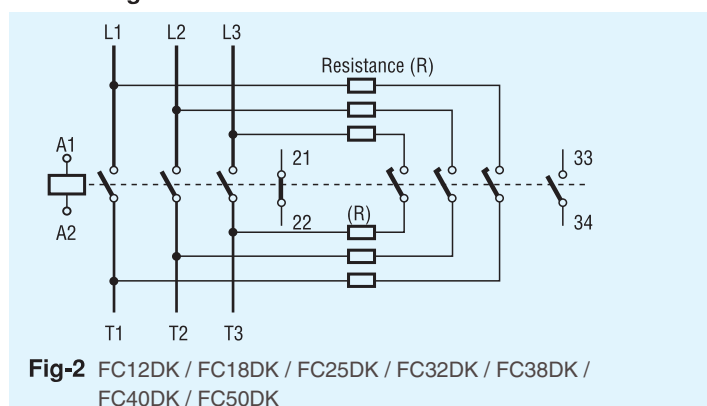 L1 L2 L3
Resistance (R)
A1
21 33
A2
22 (R) 34
T1 T2 T3
Fig-2 FC12DK / FC18DK / FC25DK / FC32DK / FC38DK /
FC40DK / FC50DK